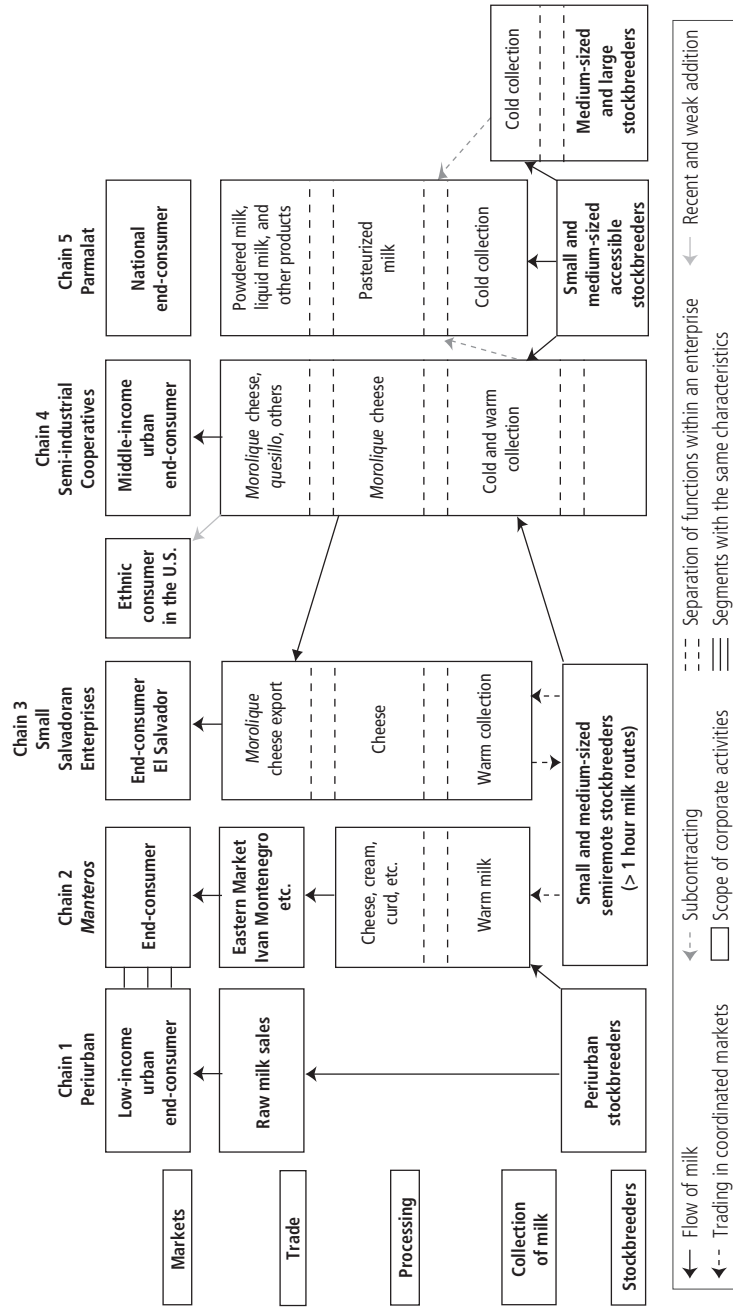 Chain 1
Periurban
Chain 2
Manteros
Chain 3
Small
Salvadoran
Enterprises
Chain 4
Semi-industrial
Cooperatives
Chain 5
Parmalat
Markets
Low-income
urban
end-consumer
End-consumer
End-consumer
El Salvador
Ethnic
consumer
in the U.S.
Middle-income
urban
end-consumer
National
end-consumer
Trade
Raw milk sales
Eastern Market
Ivan Montenegro
etc.
Morolique
cheese export
Morolique cheese,
quesillo, others
Powdered milk,
liquid milk, and
other products
Processing
Cheese, cream,
curd, etc.
Cheese
Morolique cheese
Pasteurized
milk
Collection
of milk
Warm milk
Warm collection
Cold and warm
collection
Cold collection
Cold collection
Stockbreeders
Periurban
stockbreeders
Small and medium-sized
semiremote stockbreeders
(> 1 hour milk routes)
Small and
medium-sized
accessible
stockbreeders
Medium-sized
and large
stockbreeders
Flow of milk
Subcontracting
Separation of functions within an enterprise
Recent and weak addition
Trading in coordinated markets
Scope of corporate activities
Segments with the same characteristics